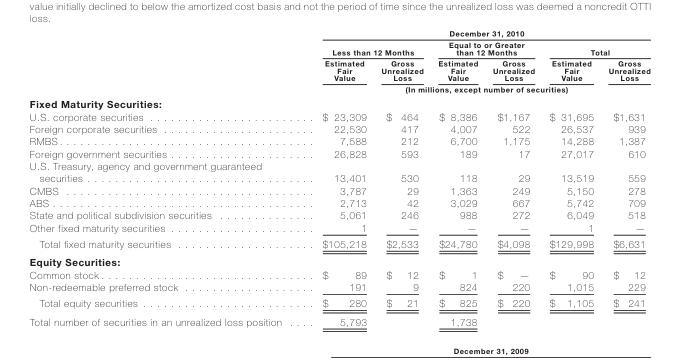 value initially declined to below the amortized cost basis and not the period of time since the unrealized loss was deemed a noncredit OTTI
loss.
December 31, 2010
Less than 12 Months Equal to or Greater than 12 Months Total
Estimated Fair Value Gross Unrealized Loss Estimated Fair Value Gross Unrealized Loss Estimated Fair Value Gross Unrealized Loss
(In millions, except number of securities)
Fixed Maturity Securities:
U.S. corporate securities . . . . . . . . . . . . . . . . . . . . . . . . . . $ 23,309 $ 464 $ 8,386 $1,167 $ 31,695 $1,631
Foreign corporate securities . . . . . . . . . . . . . . . . . . . . . . . . 22,530 417 4,007 522 26,537 939
RMBS . . . . . . . . . . . . . . . . . . . . . . . . . . . . . . . . . . . . . . . 7,588 212 6,700 1,175 14,288 1,387
Foreign government securities . . . . . . . . . . . . . . . . . . . . . . 26,828 593 189 17 27,017 610
U.S. Treasury, agency and government guaranteed
securities . . . . . . . . . . . . . . . . . . . . . . . . . . . . . . . . . . . . 13,401 530 118 29 13,519 559
CMBS . . . . . . . . . . . . . . . . . . . . . . . . . . . . . . . . . . . . . . . 3,787 29 1,363 249 5,150 278
ABS . . . . . . . . . . . . . . . . . . . . . . . . . . . . . . . . . . . . . . . . 2,713 42 3,029 667 5,742 709
State and political subdivision securities . . . . . . . . . . . . . . . 5,061 246 988 272 6,049 518
Other fixed maturity securities . . . . . . . . . . . . . . . . . . . . . . 1 — — — 1 —
Total fixed maturity securities . . . . . . . . . . . . . . . . . . . . . $105,218 $2,533 $24,780 $4,098 $129,998 $6,631
Equity Securities:
Common stock . . . . . . . . . . . . . . . . . . . . . . . . . . . . . . . . . $ 89 $ 12 $ 1 $ — $ 90 $ 12
Non-redeemable preferred stock . . . . . . . . . . . . . . . . . . . . 191 9 824 220 1,015 229
Total equity securities . . . . . . . . . . . . . . . . . . . . . . . . . . . $ 280 $ 21 $ 825 $ 220 $ 1,105 $ 241
Total number of securities in an unrealized loss position . . . . 5,793 1,738
December 31, 2009